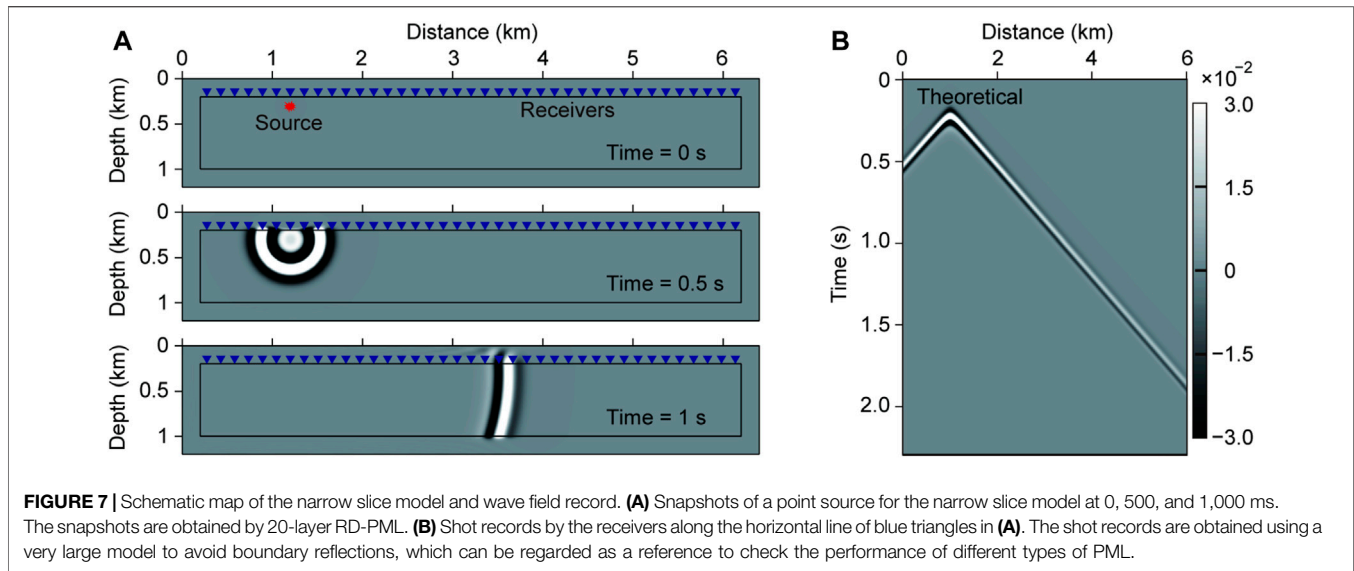 A
Distance (km)
0 1 2 3 4 5 6
Depth (km)
0
0.5
1
Source
Receivers
Time = 0 s
Depth (km)
0
0.5
1
Time = 0.5 s
Depth (km)
0
0.5
1
Time = 1 s
B
Distance (km)
0 2 4 6
Time (s)
0
0.5
1.0
1.5
2.0
Theoretical
×10−2
3.0
1.5
0
−1.5
−3.0
FIGURE 7 | Schematic map of the narrow slice model and wave field record. (A) Snapshots of a point source for the narrow slice model at 0, 500, and 1,000 ms.
The snapshots are obtained by 20-layer RD-PML. (B) Shot records by the receivers along the horizontal line of blue triangles in (A). The shot records are obtained using a
very large model to avoid boundary reflections, which can be regarded as a reference to check the performance of different types of PML.